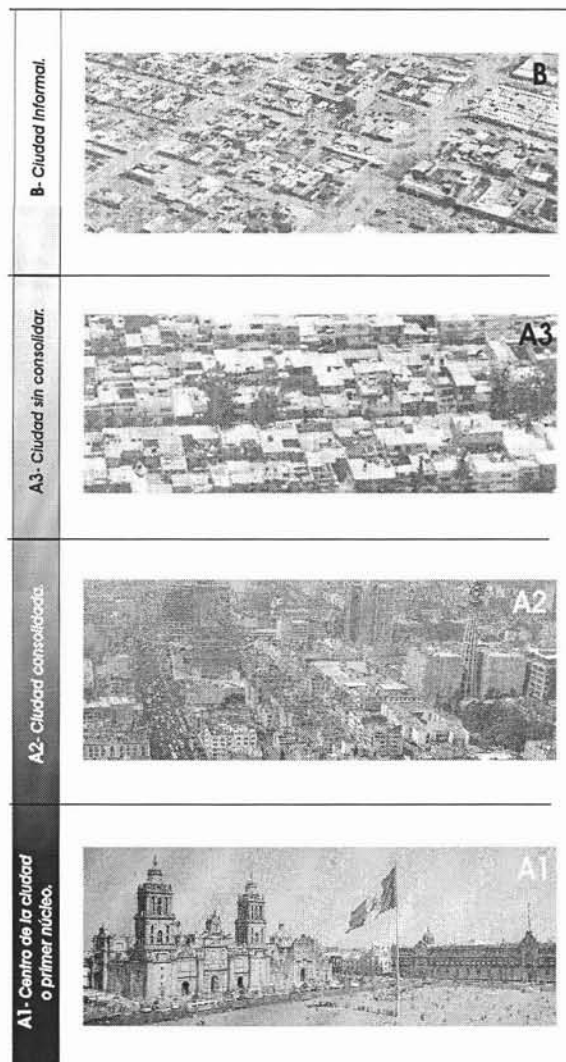 B- Ciudad Informal.
B
A3- Ciudad sin consolidar.
A3
A2- Ciudad consolidada.
A2
A1- Centro de la ciudad
o primer núcleo.
A1